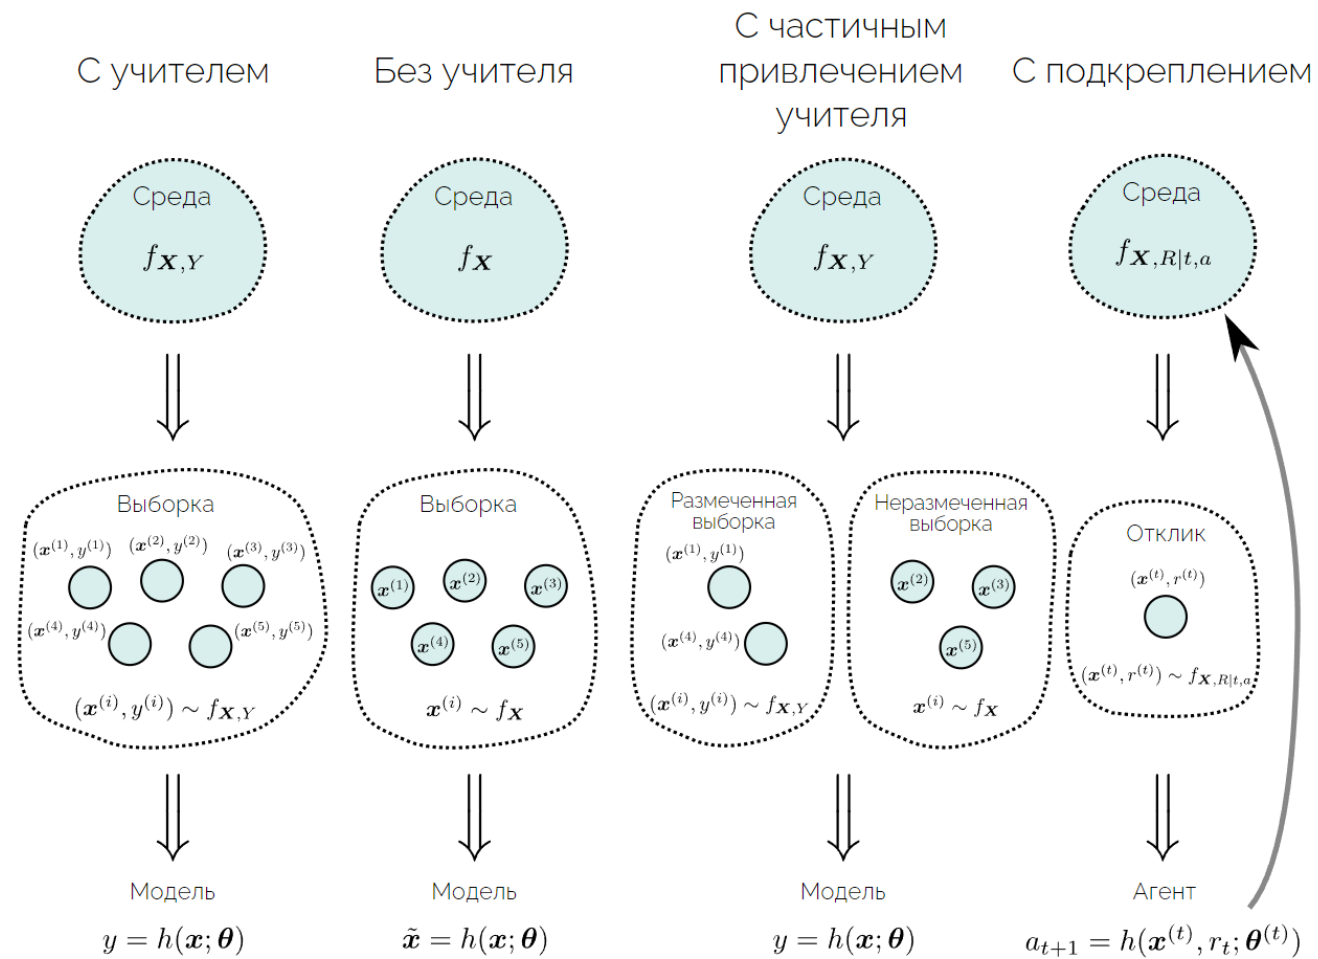 С учителем
Среда
f_{X,Y}
Выборка
(x^{(1)}, y^{(1)})
(x^{(2)}, y^{(2)})
(x^{(3)}, y^{(3)})
(x^{(4)}, y^{(4)})
(x^{(5)}, y^{(5)})
(x^{(i)}, y^{(i)}) ∼ f_{X,Y}
Модель
y = h(x; θ)
Без учителя
Среда
f_X
Выборка
x^{(1)}
x^{(2)}
x^{(3)}
x^{(4)}
x^{(5)}
x^{(i)} ∼ f_X
Модель
x̃ = h(x; θ)
С частичным
привлечением
учителя
Среда
f_{X,Y}
Размеченная
выборка
(x^{(1)}, y^{(1)})
(x^{(4)}, y^{(4)})
(x^{(i)}, y^{(i)}) ∼ f_{X,Y}
Неразмеченная
выборка
x^{(2)}
x^{(3)}
x^{(5)}
x^{(i)} ∼ f_X
Модель
y = h(x; θ)
С подкреплением
Среда
f_{X,R|t,a}
Отклик
(x^{(t)}, r^{(t)})
(x^{(t)}, r^{(t)}) ∼ f_{X,R|t,a}
Агент
a_{t+1} = h(x^{(t)}, r_t; θ^{(t)})